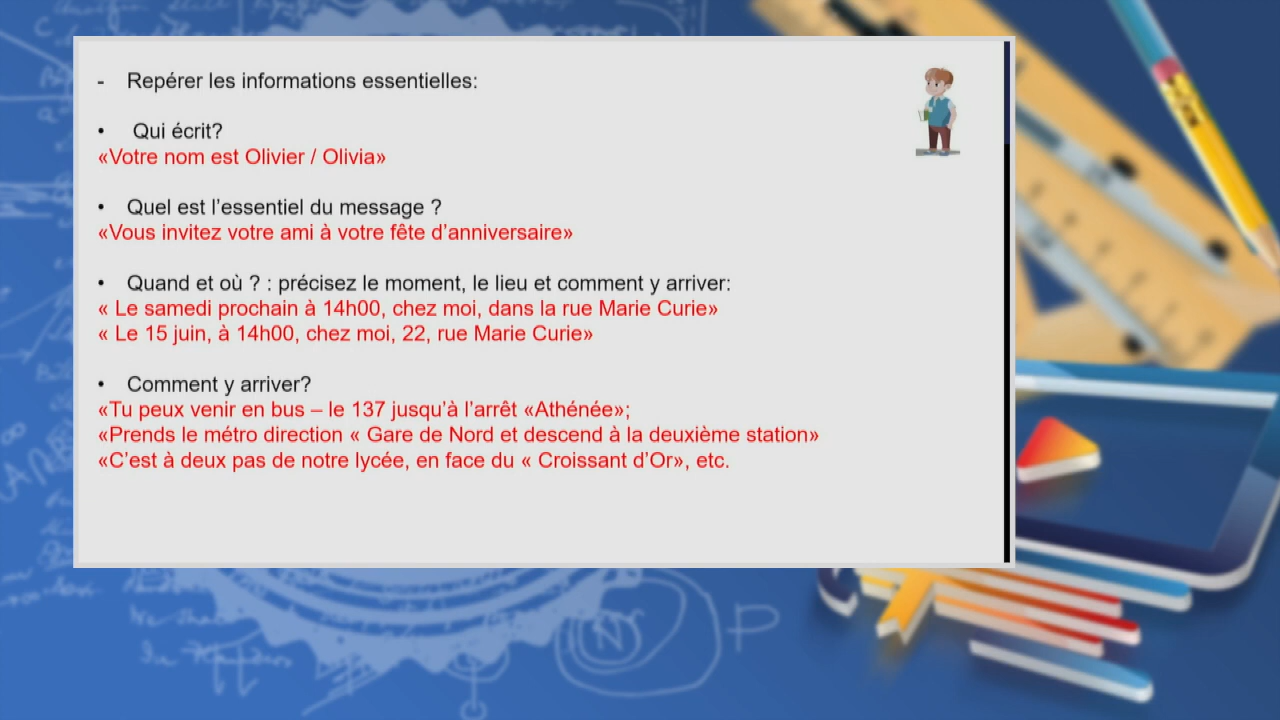 - Repérer les informations essentielles:
• Qui écrit?
«Votre nom est Olivier / Olivia»
• Quel est l’essentiel du message ?
«Vous invitez votre ami à votre fête d’anniversaire»
• Quand et où ? : précisez le moment, le lieu et comment y arriver:
« Le samedi prochain à 14h00, chez moi, dans la rue Marie Curie»
« Le 15 juin, à 14h00, chez moi, 22, rue Marie Curie»
• Comment y arriver?
«Tu peux venir en bus – le 137 jusqu’à l’arrêt «Athénée»;
«Prends le métro direction « Gare de Nord et descend à la deuxième station»
«C’est à deux pas de notre lycée, en face du « Croissant d’Or», etc.
N
P